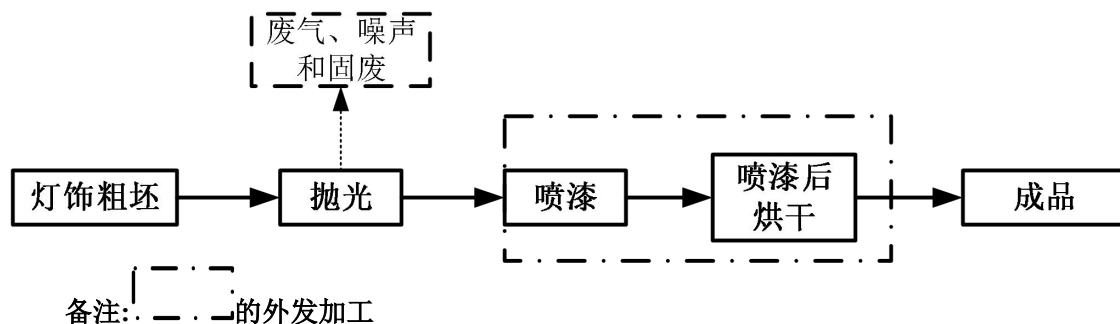 废气、噪声
和固废
灯饰粗坯
抛光
喷漆
喷漆后
烘干
成品
备注:
的外发加工